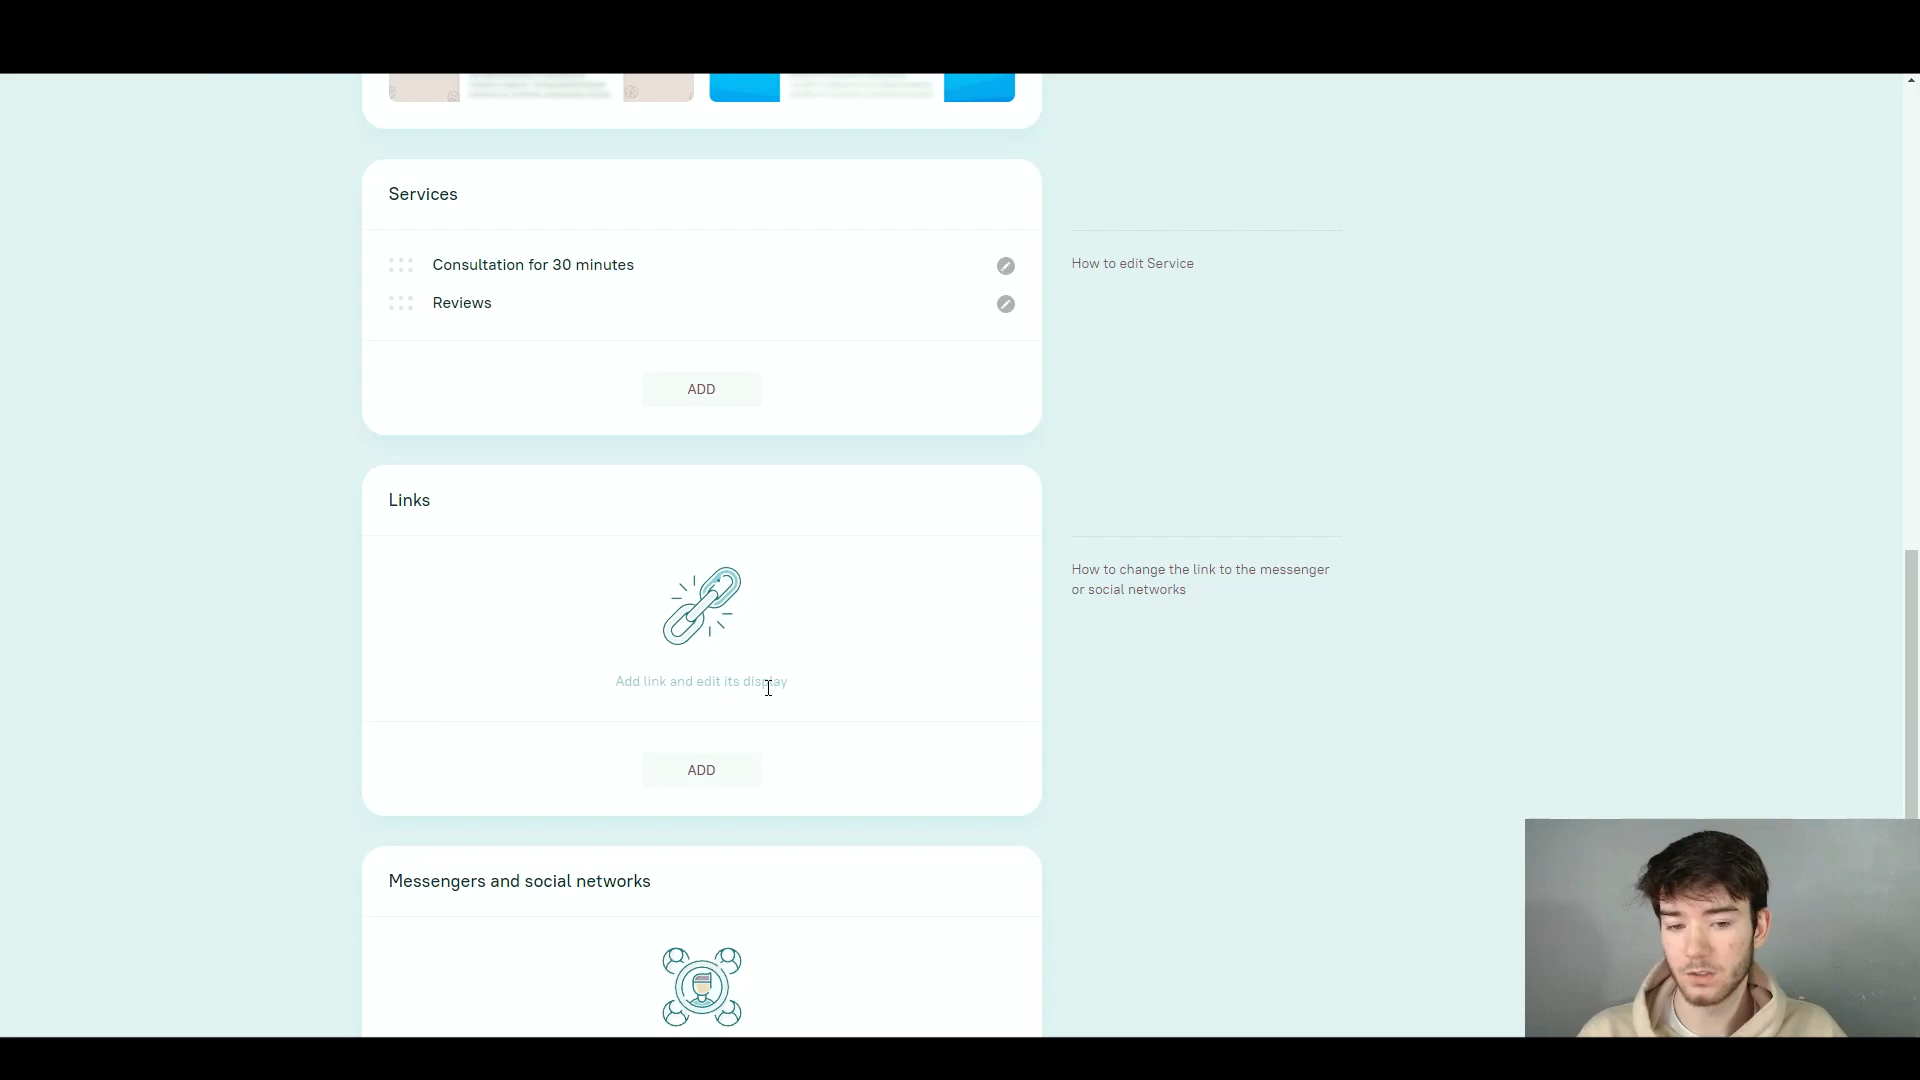 Services
Consultation for 30 minutes
How to edit Service
Reviews
ADD
Links
How to change the link to the messenger
or social networks
Add link and edit its display
ADD
Messengers and social networks